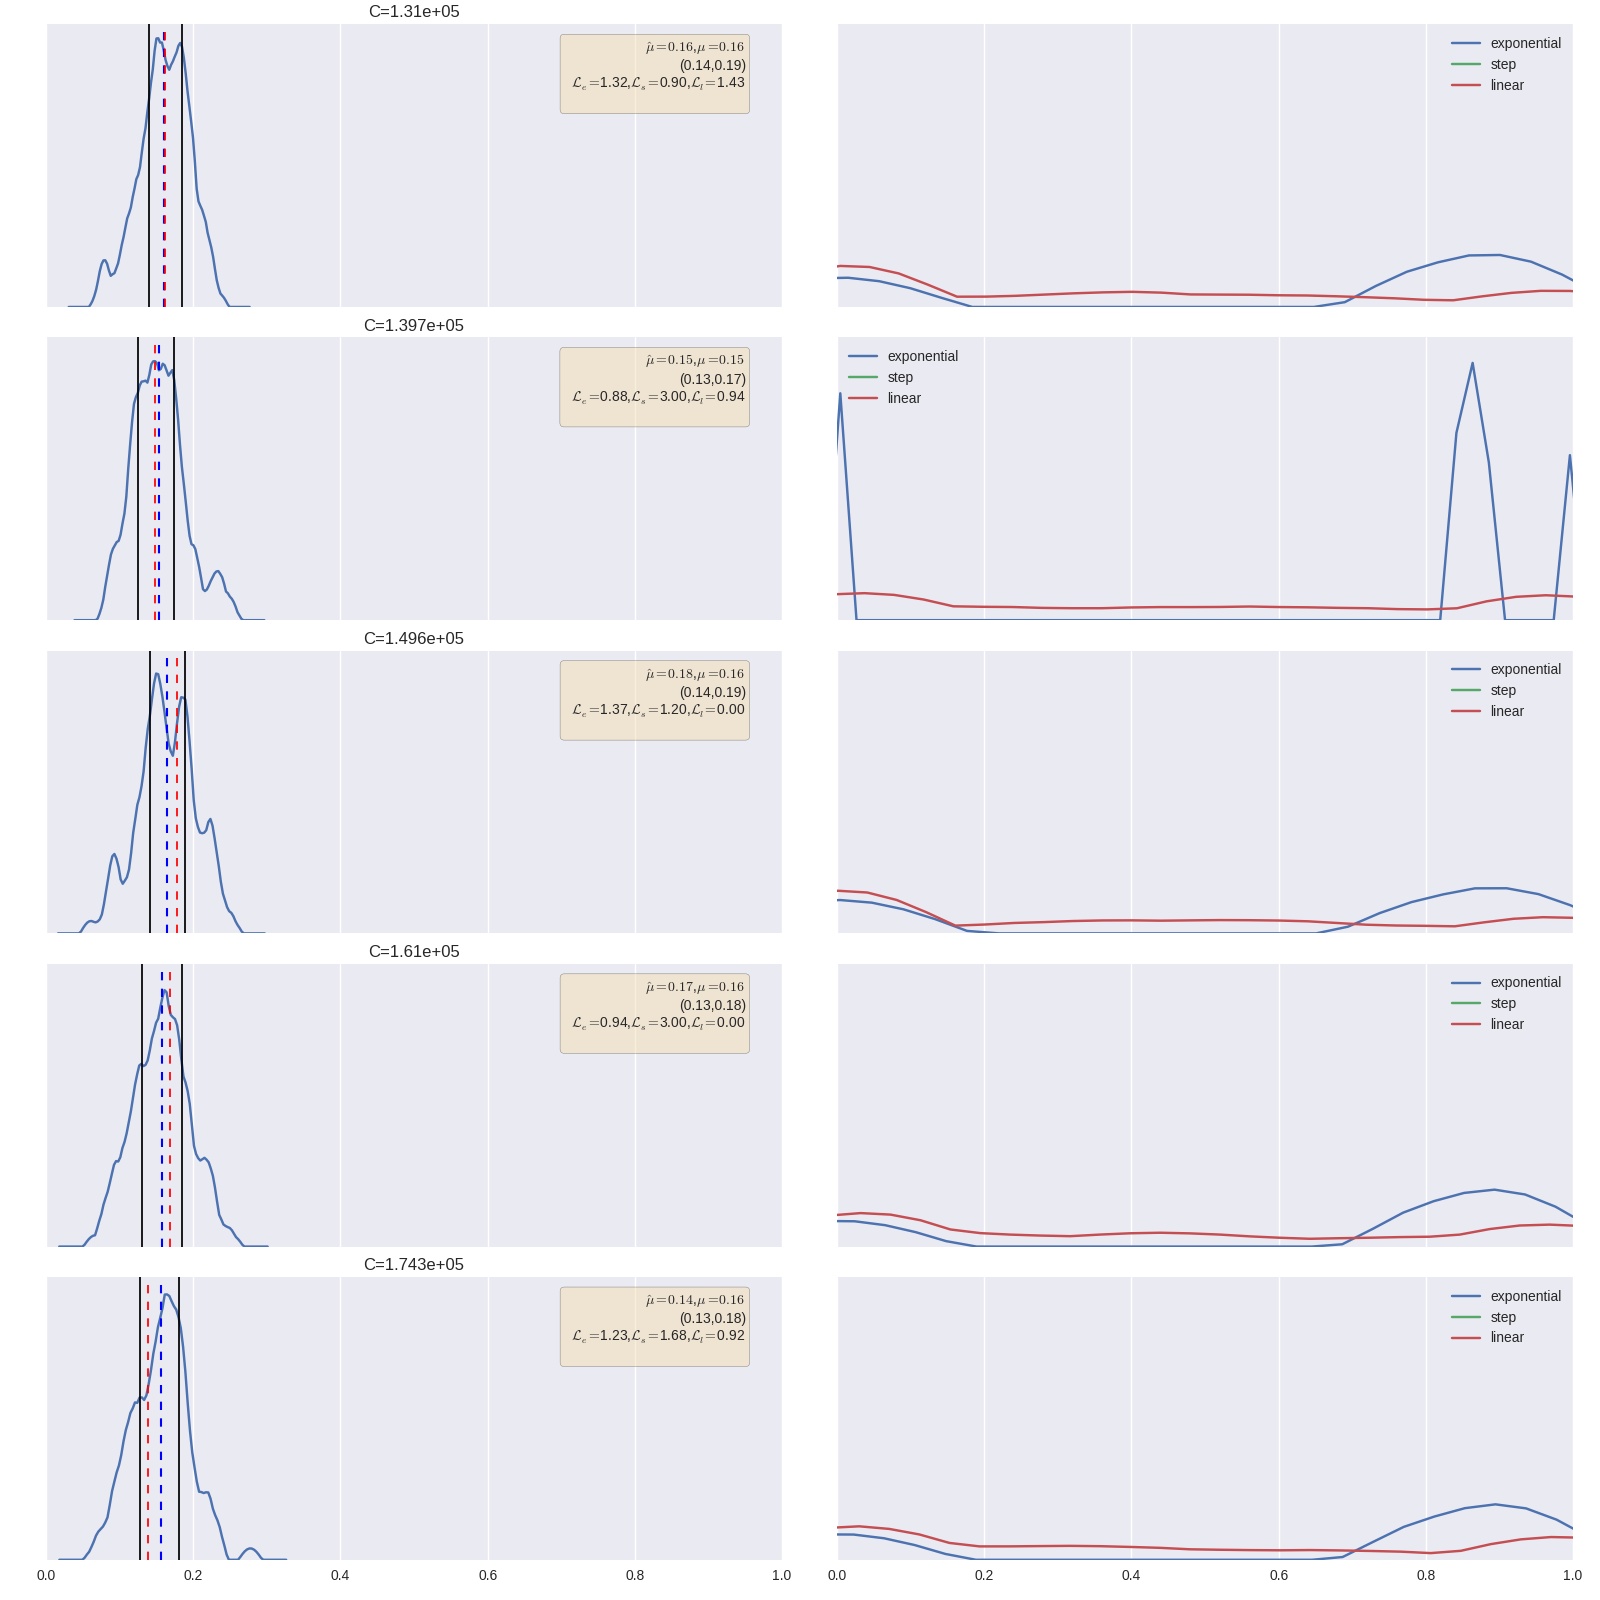 C=1.31e+05
μ̂=0.16,μ=0.16
(0.14,0.19)
ℒₑ=1.32,ℒₛ=0.90,ℒₗ=1.43
exponential
step
linear
C=1.397e+05
μ̂=0.15,μ=0.15
(0.13,0.17)
ℒₑ=0.88,ℒₛ=3.00,ℒₗ=0.94
exponential
step
linear
C=1.496e+05
μ̂=0.18,μ=0.16
(0.14,0.19)
ℒₑ=1.37,ℒₛ=1.20,ℒₗ=0.00
exponential
step
linear
C=1.61e+05
μ̂=0.17,μ=0.16
(0.13,0.18)
ℒₑ=0.94,ℒₛ=3.00,ℒₗ=0.00
exponential
step
linear
C=1.743e+05
μ̂=0.14,μ=0.16
(0.13,0.18)
ℒₑ=1.23,ℒₛ=1.68,ℒₗ=0.92
exponential
step
linear
0.0 0.2 0.4 0.6 0.8 1.0
0.0 0.2 0.4 0.6 0.8 1.0